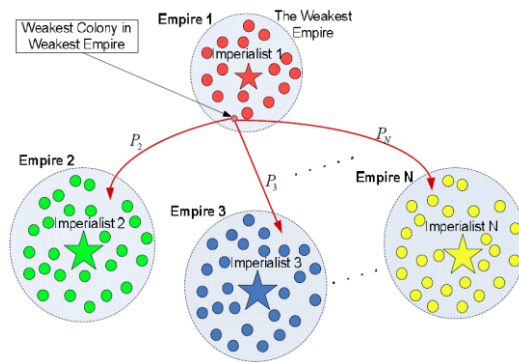 Empire 1
The Weakest
Empire
Weakest Colony in
Weakest Empire
Imperialist 1
P2
P3
PN
Empire 2
Imperialist 2
Empire 3
Imperialist 3
Empire N
Imperialist N